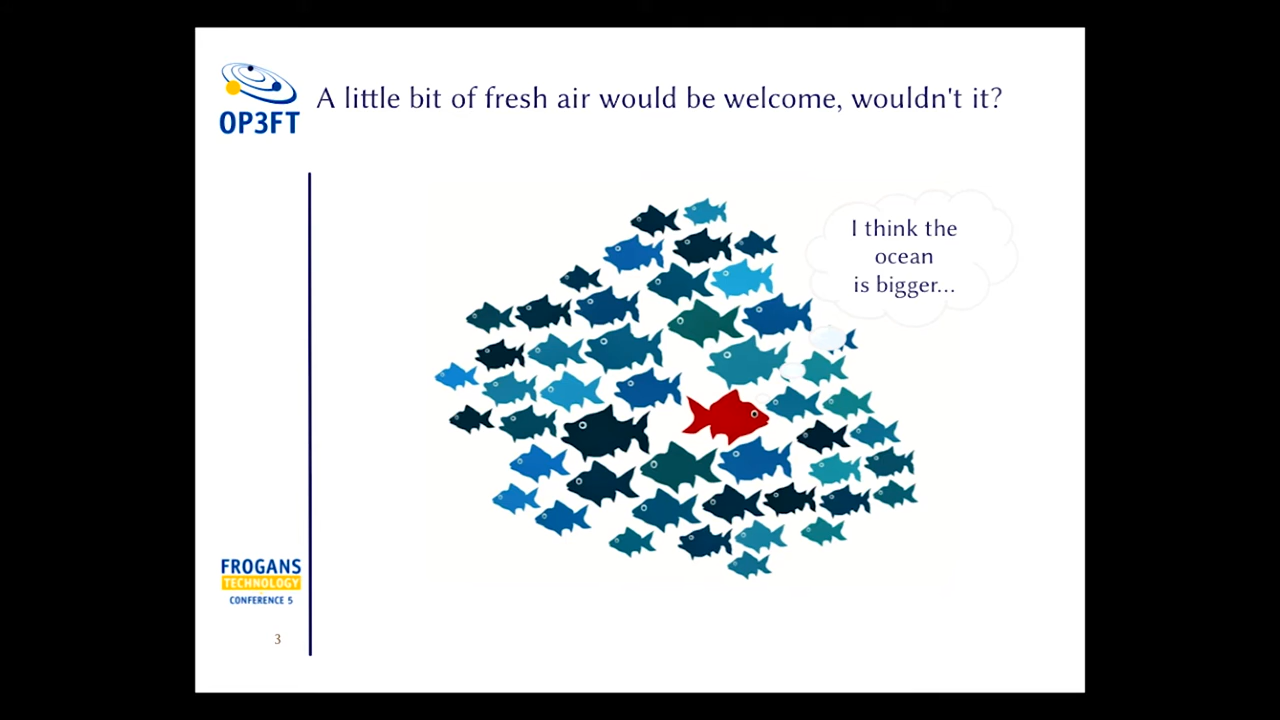 OP3FT
A little bit of fresh air would be welcome, wouldn't it?
I think the
ocean
is bigger...
FROGANS
TECHNOLOGY
CONFERENCE 5
3